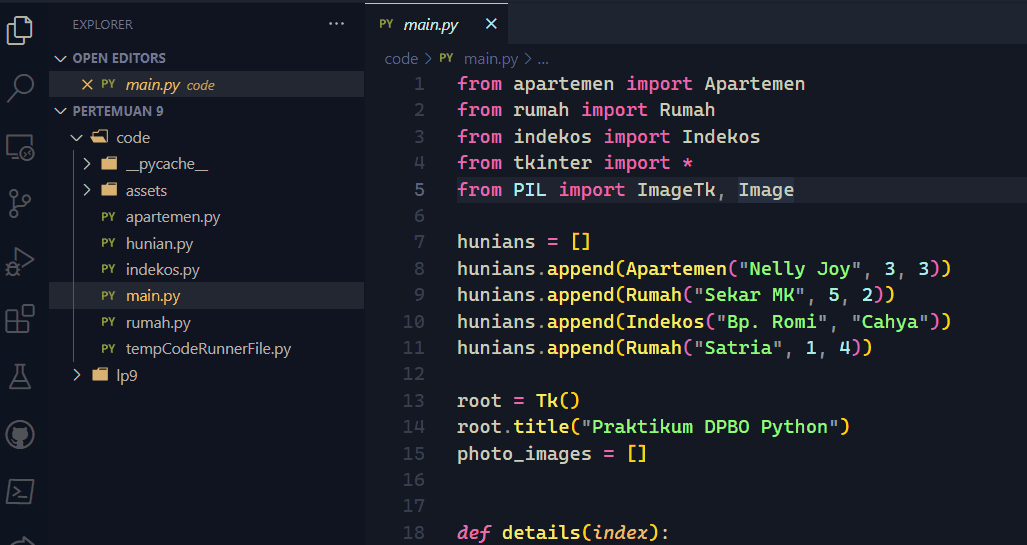 EXPLORER
···
OPEN EDITORS
PY main.py code
PERTEMUAN 9
code
__pycache__
assets
PY apartemen.py
PY hunian.py
PY indekos.py
PY main.py
PY rumah.py
PY tempCodeRunnerFile.py
lp9
PY main.py
code > PY main.py > ...
1 from apartemen import Apartemen
2 from rumah import Rumah
3 from indekos import Indekos
4 from tkinter import *
5 from PIL import ImageTk, Image
6
7 hunians = []
8 hunians.append(Apartemen("Nelly Joy", 3, 3))
9 hunians.append(Rumah("Sekar MK", 5, 2))
10 hunians.append(Indekos("Bp. Romi", "Cahya"))
11 hunians.append(Rumah("Satria", 1, 4))
12
13 root = Tk()
14 root.title("Praktikum DPBO Python")
15 photo_images = []
16
17
18 def details(index):